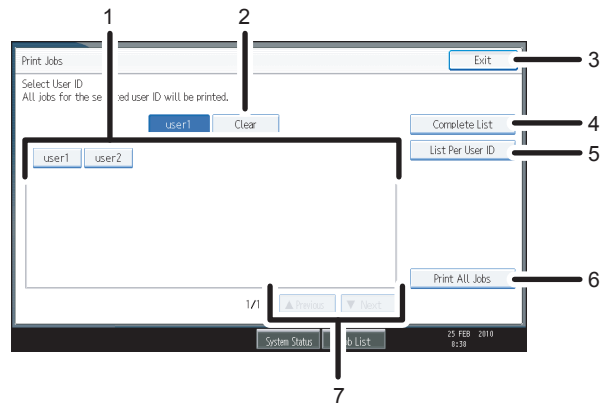 1
2
Print Jobs
Exit
3
Select User ID
All jobs for the se ted user ID will be printed.
user1
Clear
Complete List
4
user1
user2
List Per User ID
5
Print All Jobs
6
1/1
▲ Previous
▼ Next
System Status
b List
25 FEB 2010
8:38
7